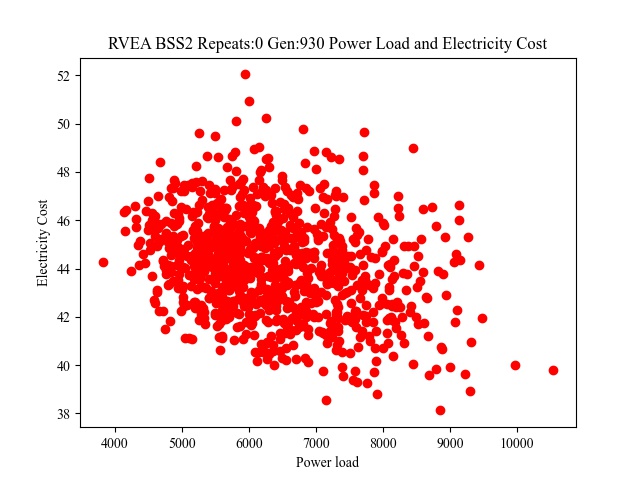 RVEA BSS2 Repeats:0 Gen:930 Power Load and Electricity Cost
52
50
48
46
44
42
40
38
Electricity Cost
4000 5000 6000 7000 8000 9000 10000
Power load